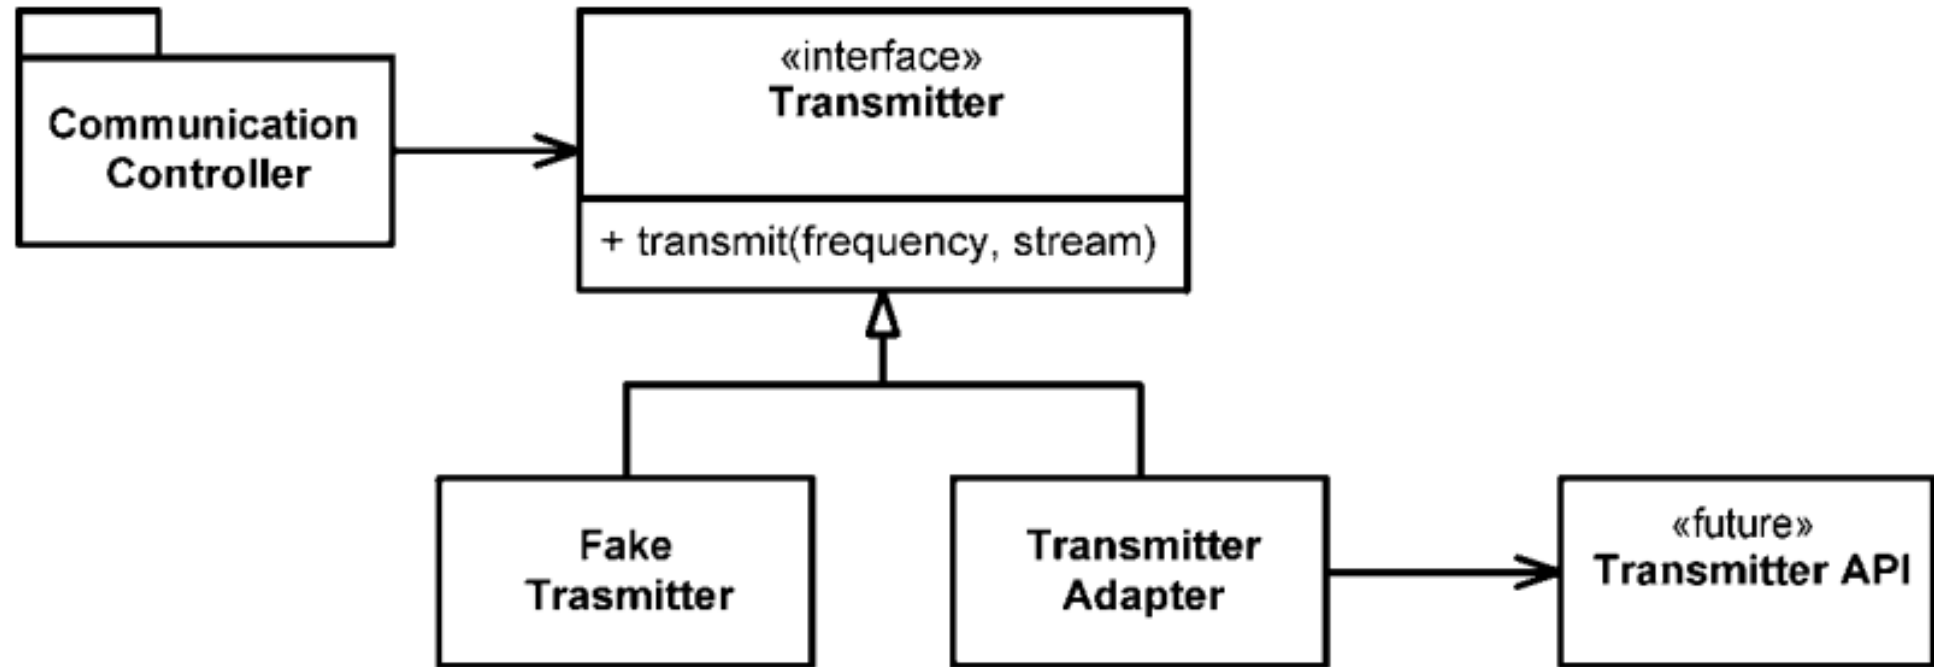 Communication
Controller
«interface»
Transmitter
+ transmit(frequency, stream)
Fake
Trasmitter
Transmitter
Adapter
«future»
Transmitter API